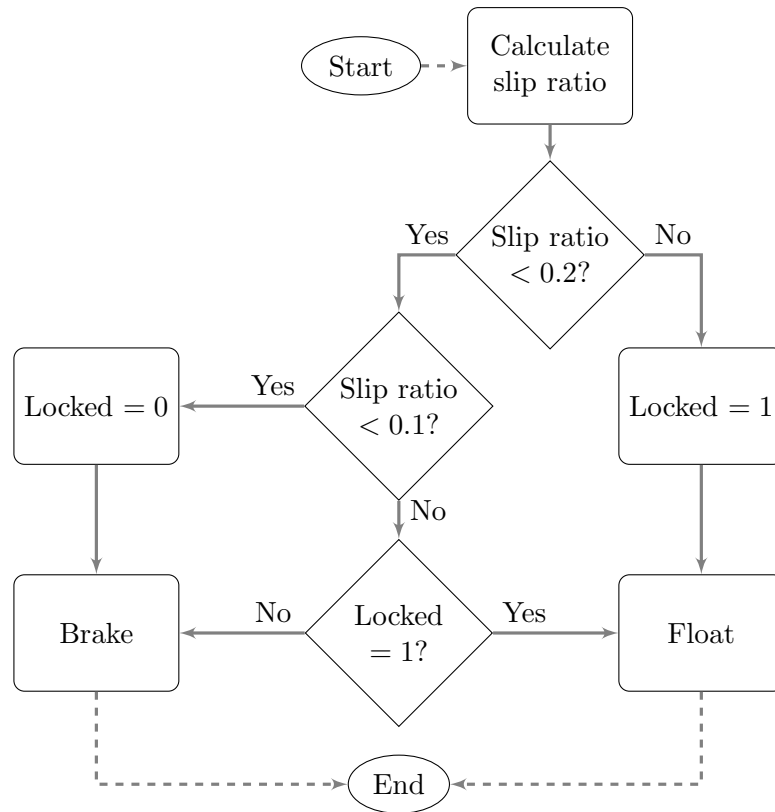 Start
Calculate
slip ratio
Yes
Slip ratio
< 0.2?
No
Locked = 0
Yes
Slip ratio
< 0.1?
Locked = 1
No
Brake
No
Locked
= 1?
Yes
Float
End